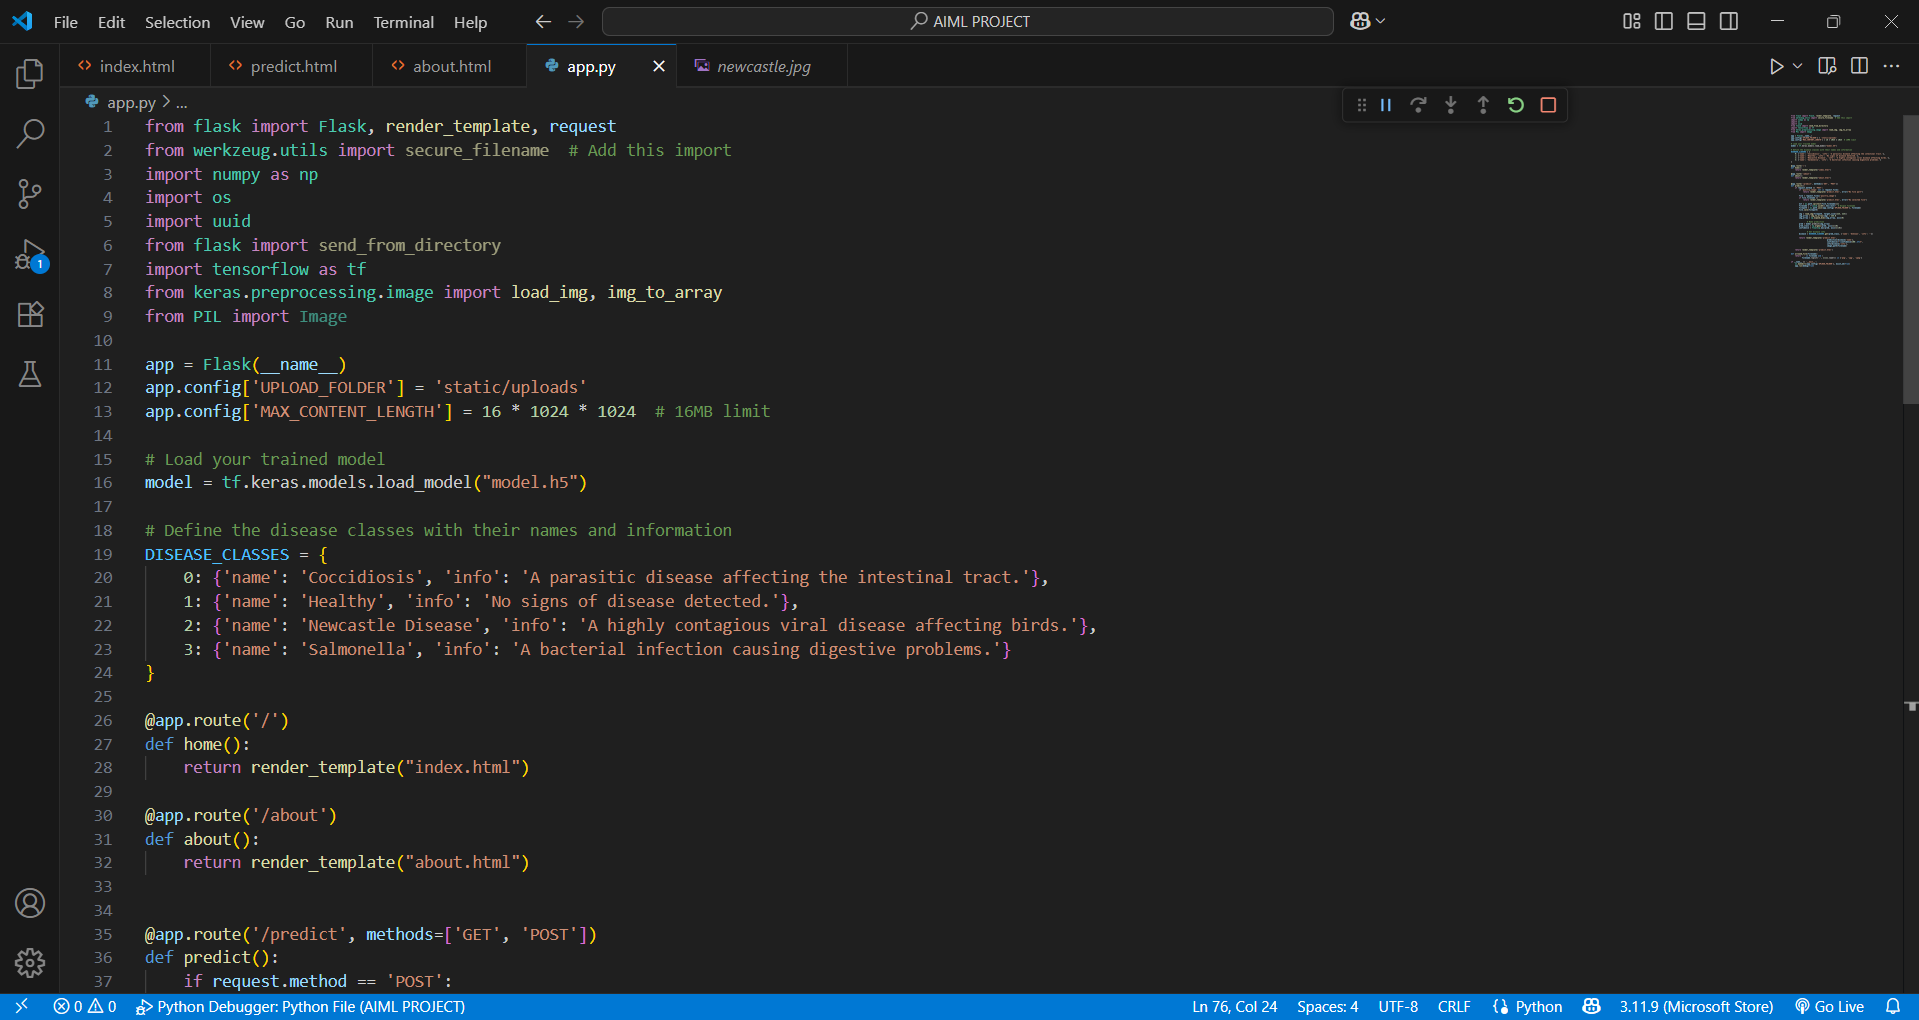 File Edit Selection View Go Run Terminal Help
AIML PROJECT
index.html
predict.html
about.html
app.py
newcastle.jpg
app.py > ...
1 from flask import Flask, render_template, request
2 from werkzeug.utils import secure_filename  # Add this import
3 import numpy as np
4 import os
5 import uuid
6 from flask import send_from_directory
7 import tensorflow as tf
8 from keras.preprocessing.image import load_img, img_to_array
9 from PIL import Image
10
11 app = Flask(__name__)
12 app.config['UPLOAD_FOLDER'] = 'static/uploads'
13 app.config['MAX_CONTENT_LENGTH'] = 16 * 1024 * 1024  # 16MB limit
14
15 # Load your trained model
16 model = tf.keras.models.load_model("model.h5")
17
18 # Define the disease classes with their names and information
19 DISEASE_CLASSES = {
20     0: {'name': 'Coccidiosis', 'info': 'A parasitic disease affecting the intestinal tract.'},
21     1: {'name': 'Healthy', 'info': 'No signs of disease detected.'},
22     2: {'name': 'Newcastle Disease', 'info': 'A highly contagious viral disease affecting birds.'},
23     3: {'name': 'Salmonella', 'info': 'A bacterial infection causing digestive problems.'}
24 }
25
26 @app.route('/')
27 def home():
28     return render_template("index.html")
29
30 @app.route('/about')
31 def about():
32     return render_template("about.html")
33
34
35 @app.route('/predict', methods=['GET', 'POST'])
36 def predict():
37     if request.method == 'POST':
1
0 0 Python Debugger: Python File (AIML PROJECT) Ln 76, Col 24 Spaces: 4 UTF-8 CRLF Python 3.11.9 (Microsoft Store) Go Live